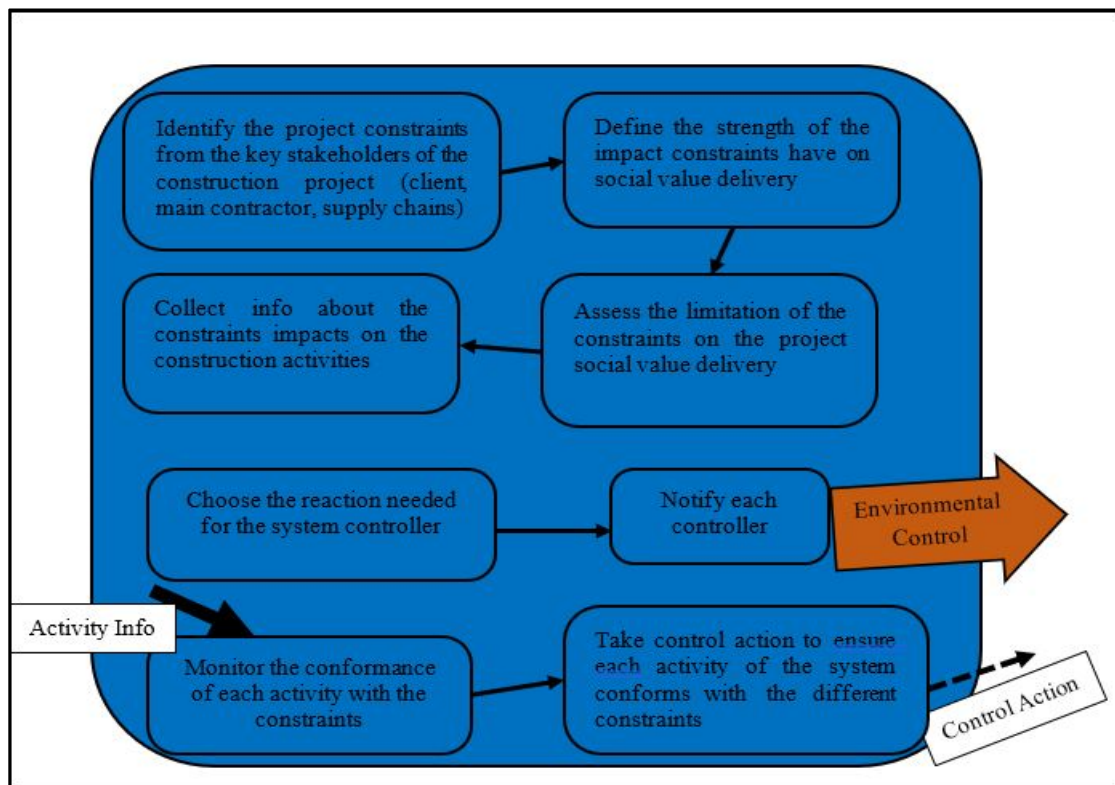 Identify the project constraints
from the key stakeholders of the
construction project (client,
main contractor, supply chains)
Define the strength of the
impact constraints have on
social value delivery
Collect info about the
constraints impacts on the
construction activities
Assess the limitation of the
constraints on the project
social value delivery
Choose the reaction needed
for the system controller
Notify each
controller
Environmental
Control
Activity Info
Monitor the conformance
of each activity with the
constraints
Take control action to ensure
each activity of the system
conforms with the different
constraints
Control Action